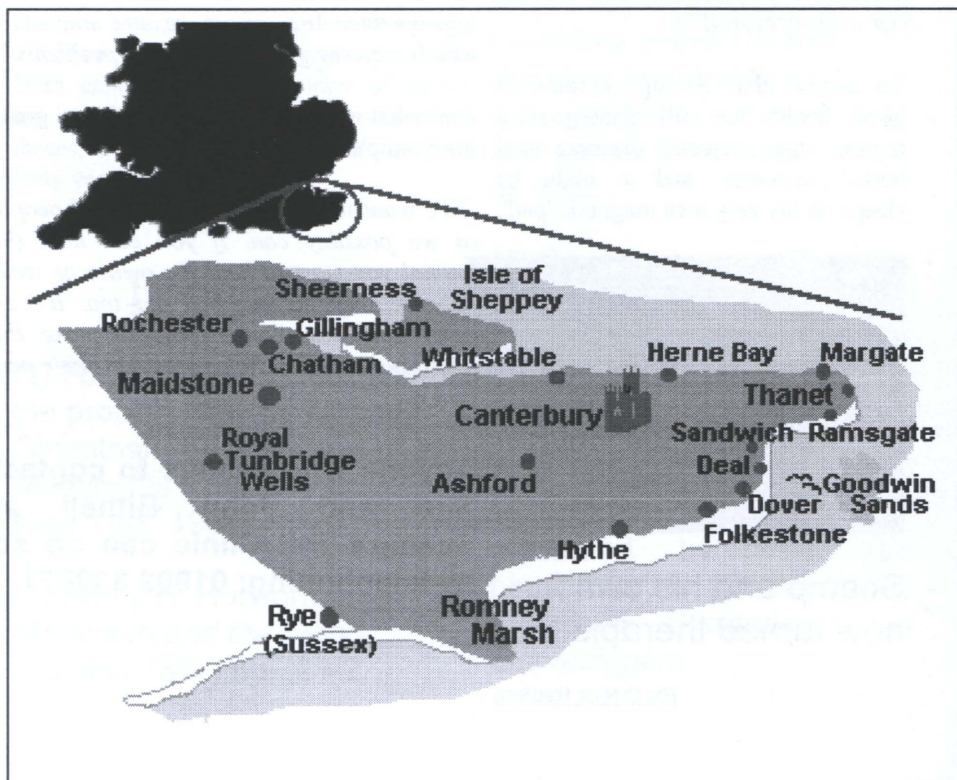 Isle of
Sheppey
Sheerness
Rochester
Gillingham
Chatham
Whitstable
Herne Bay
Margate
Maidstone
Thanet
Canterbury
Royal
Tunbridge
Wells
Sandwich
Ramsgate
Ashford
Deal
Goodwin
Sands
Dover
Folkestone
Hythe
Rye
(Sussex)
Romney
Marsh